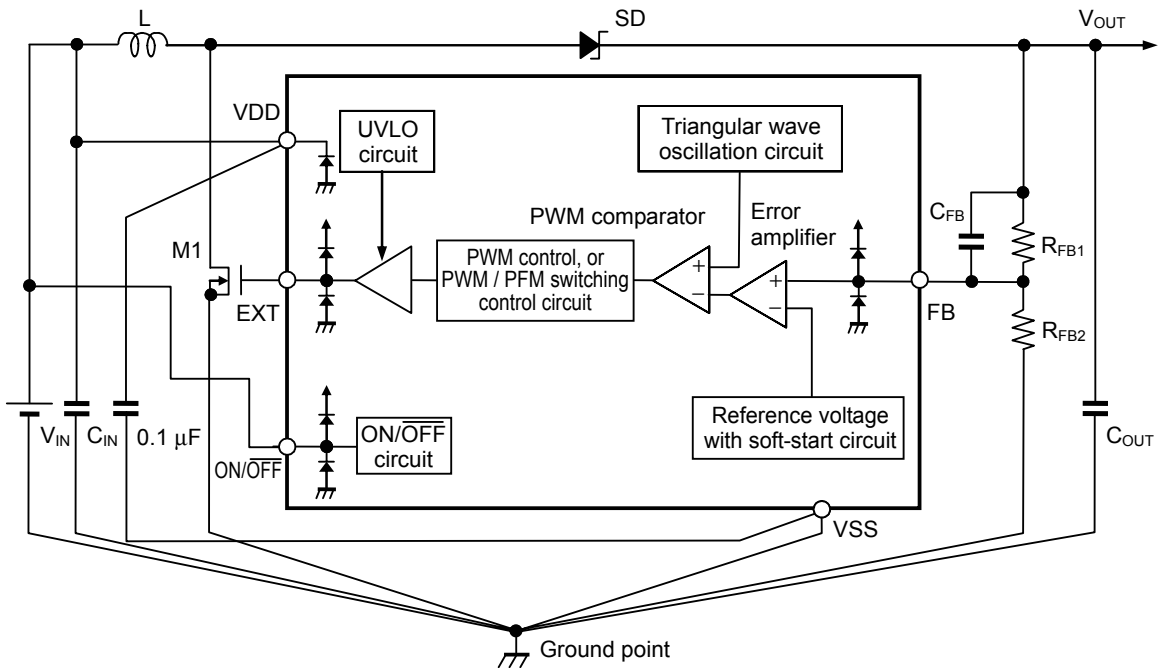 L
SD
VOUT
VDD
UVLO
circuit
Triangular wave
oscillation circuit
PWM comparator
Error
amplifier
CFB
RFB1
M1
PWM control, or
PWM / PFM switching
control circuit
+
−
+
−
EXT
FB
RFB2
VIN
CIN
0.1 μF
ON/OFF
ON/OFF
circuit
Reference voltage
with soft-start circuit
COUT
VSS
Ground point